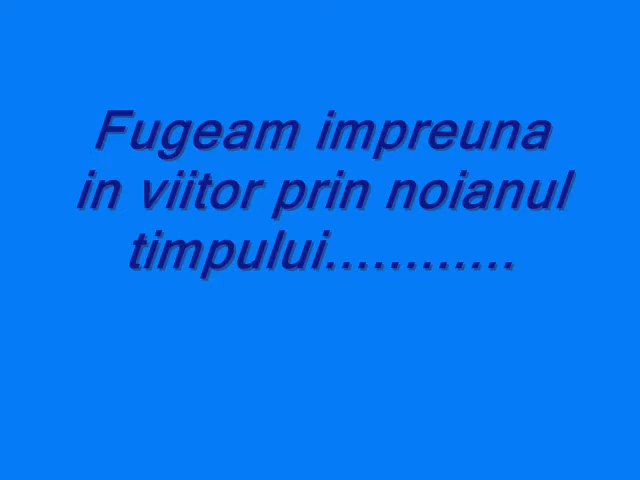 Fugeam impreuna
in viitor prin noianul
timpului............